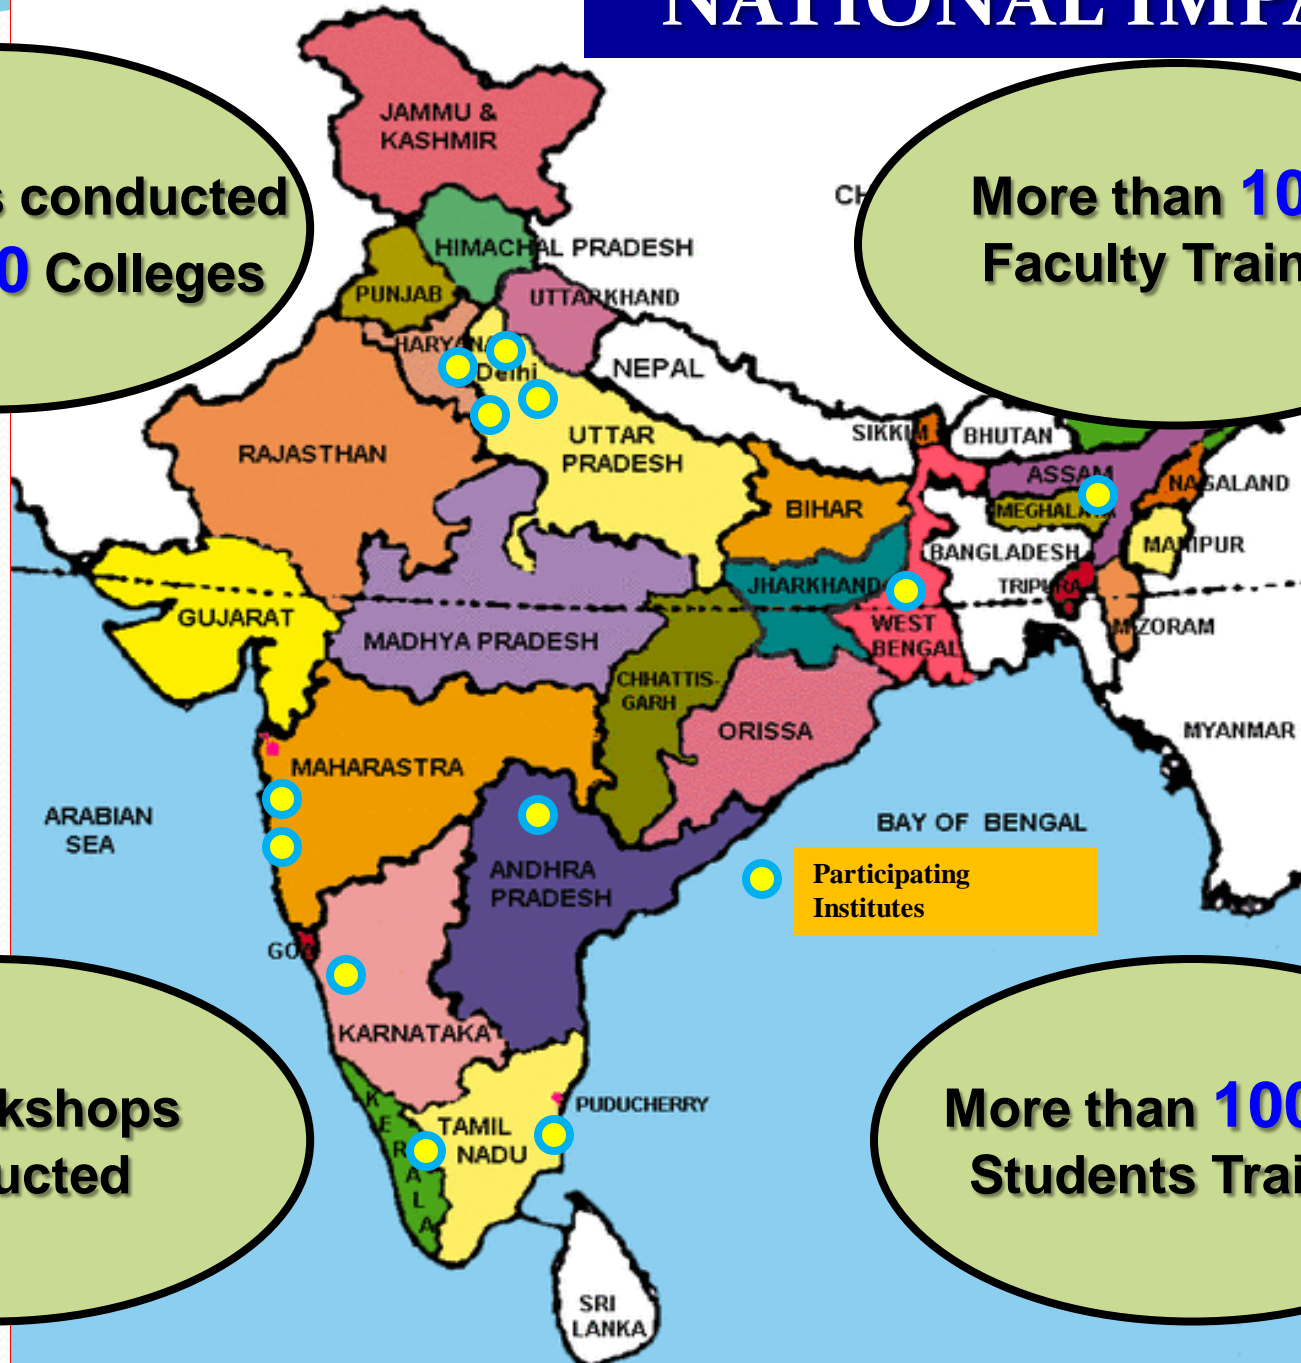 NATIONAL IMPA
JAMMU &
KASHMIR
s conducted
0 Colleges
More than 10
Faculty Train
CH
HIMACHAL PRADESH
PUNJAB
UTTARKHAND
HARYANA
Delhi
NEPAL
SIKKIM
BHUTAN
RAJASTHAN
UTTAR
PRADESH
ASSAM
NAGALAND
BIHAR
MEGHALAYA
MANIPUR
BANGLADESH
JHARKHAND
TRIPURA
GUJARAT
MADHYA PRADESH
WEST
BENGAL
MIZORAM
CHHATTIS-
GARH
ORISSA
MYANMAR
MAHARASTRA
ARABIAN
SEA
BAY OF BENGAL
ANDHRA
PRADESH
Participating
Institutes
GOA
KARNATAKA
KERALA
TAMIL
NADU
PUDUCHERRY
kshops
ucted
More than 100
Students Trai
SRI
LANKA